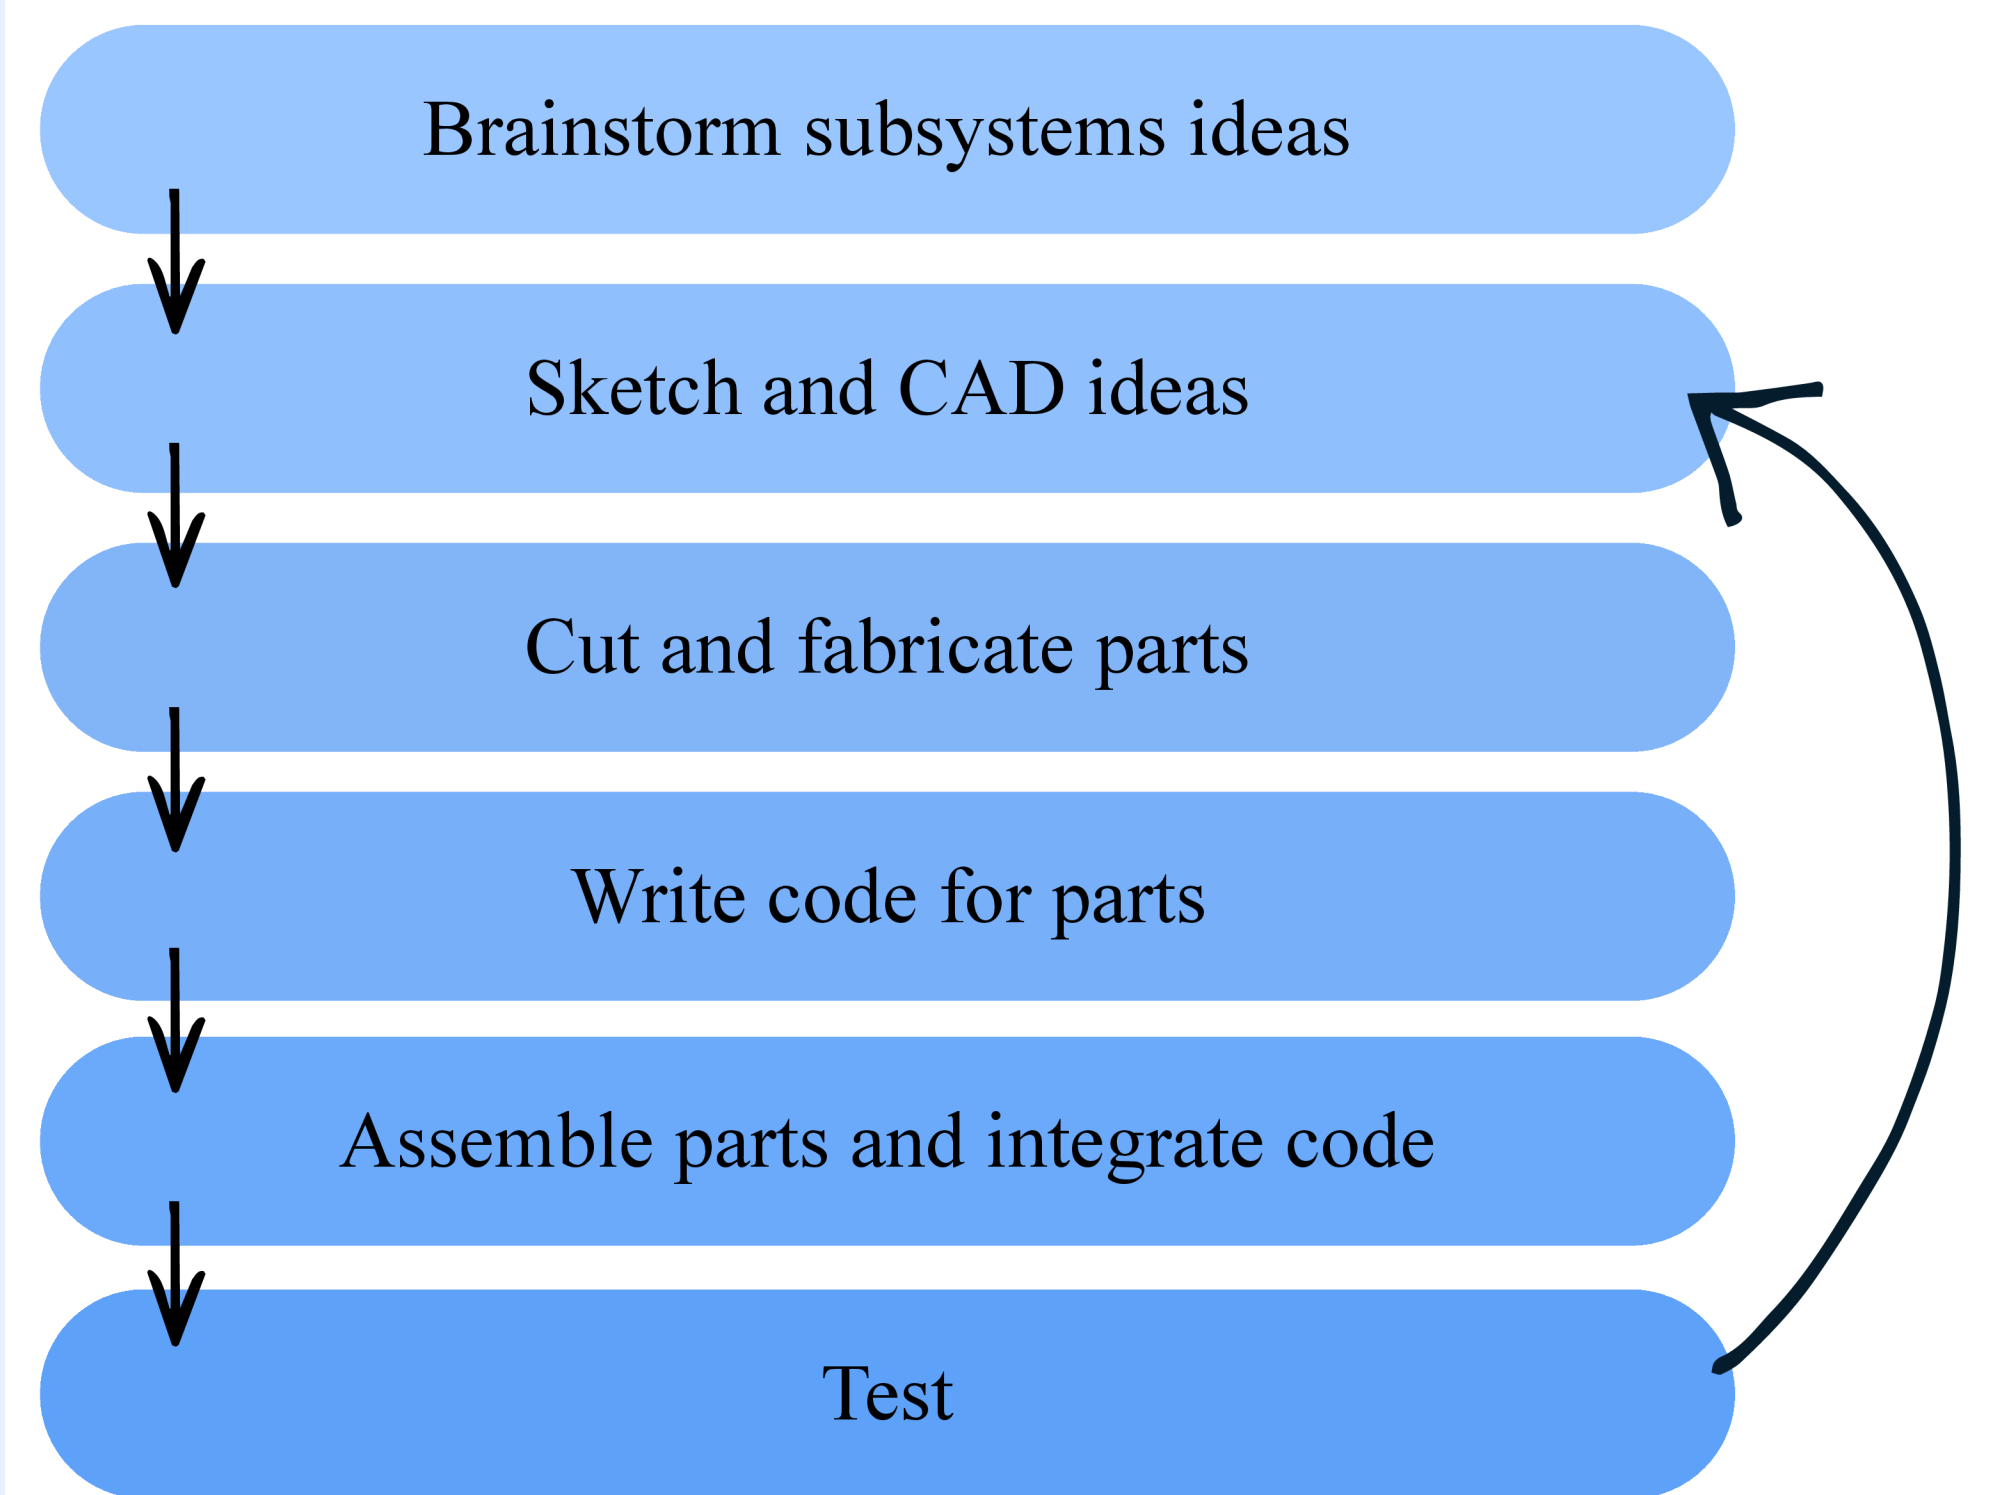 Brainstorm subsystems ideas
Sketch and CAD ideas
Cut and fabricate parts
Write code for parts
Assemble parts and integrate code
Test